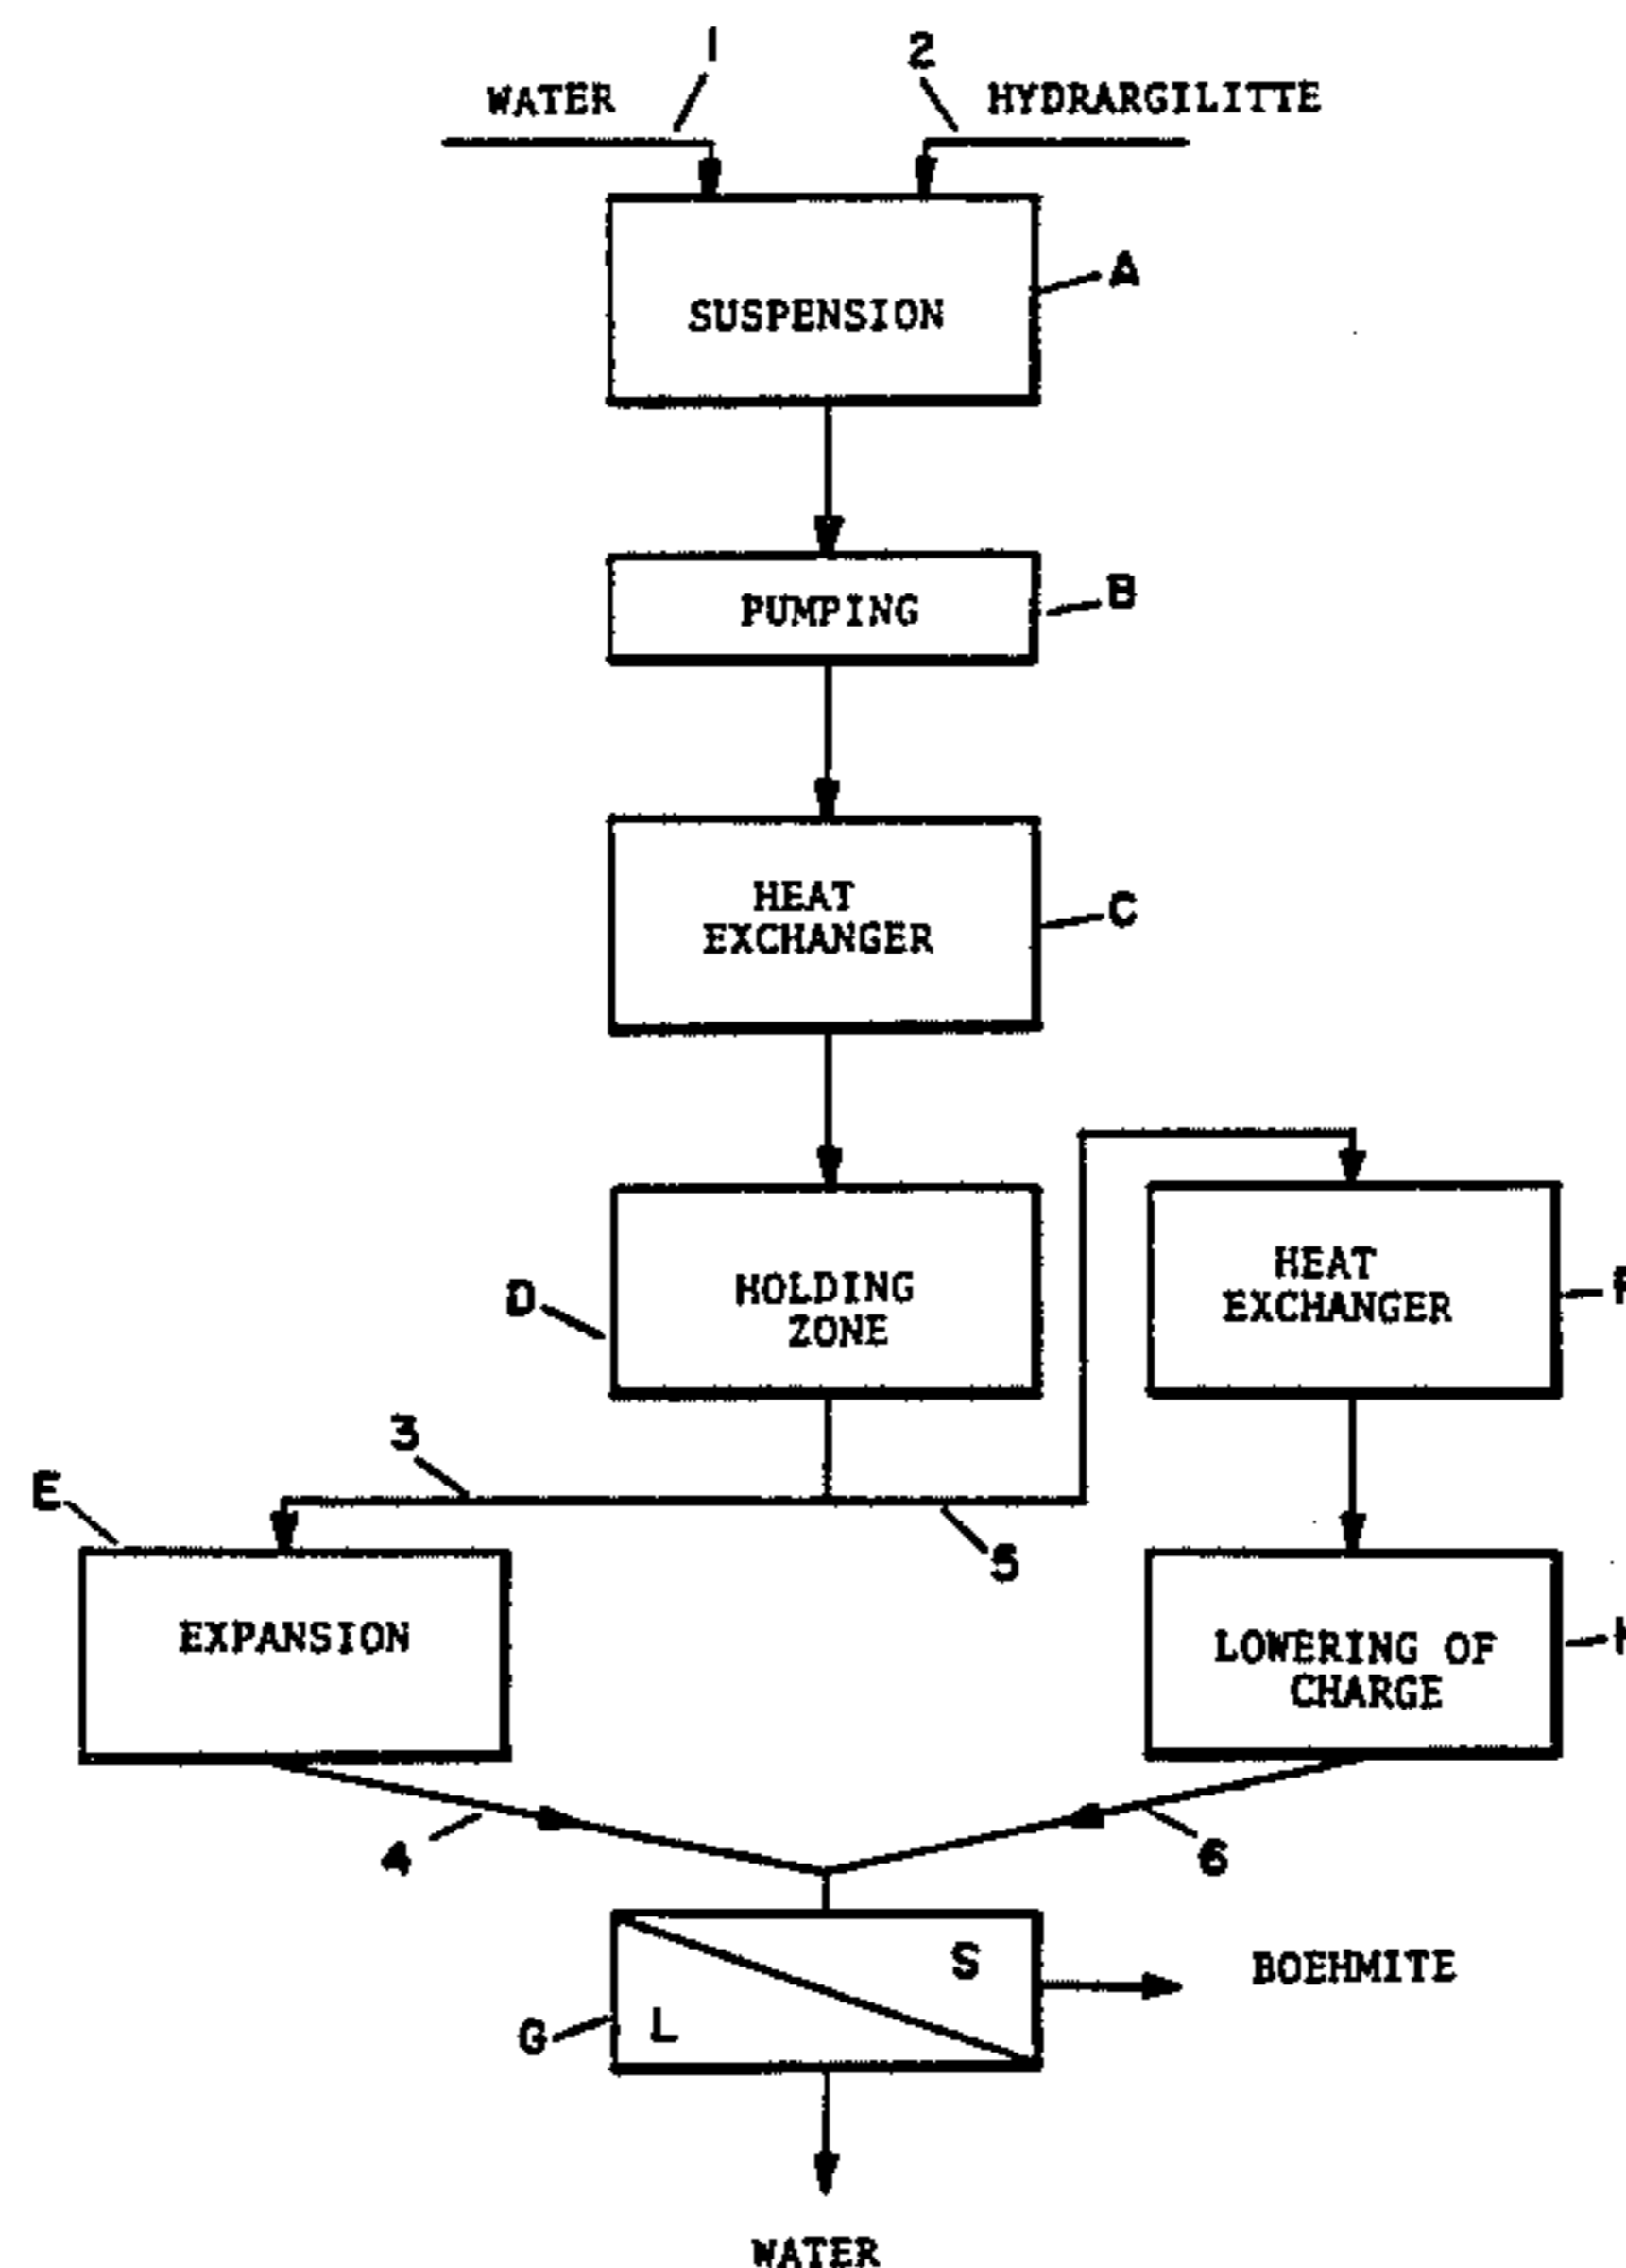 1
2
WATER
HYDRARGILITTE
A
SUSPENSION
B
PUMPING
C
HEAT
EXCHANGER
D
HOLDING
ZONE
HEAT
EXCHANGER
3
E
5
EXPANSION
LOWERING OF
CHARGE
4
6
S
BOEHMITE
G
L
WATER